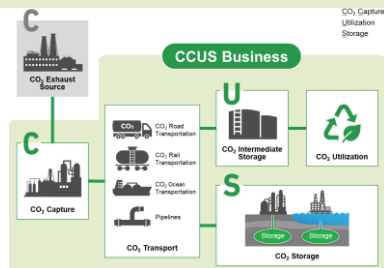 CO₂ Capture
Utilization
Storage
C
CO₂ Exhaust
Source
CCUS Business
C
CO₂ Capture
CO₂
CO₂ Road
Transportation
CO₂ Rail
Transportation
CO₂ Ocean
Transportation
Pipelines
CO₂ Transport
U
CO₂ Intermediate
Storage
CO₂ Utilization
S
Storage
Storage
CO₂ Storage